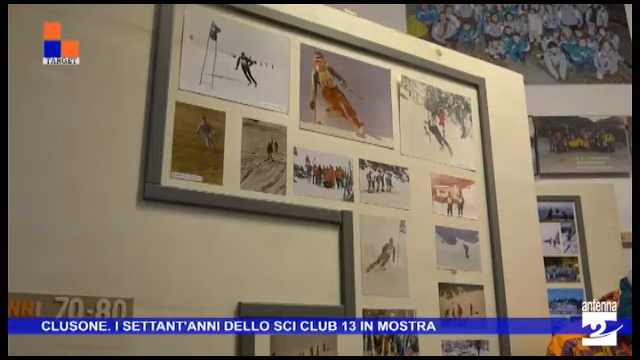 TARGET
ANNI 70-80
antenna
2
CLUSONE. I SETTANT'ANNI DELLO SCI CLUB 13 IN MOSTRA